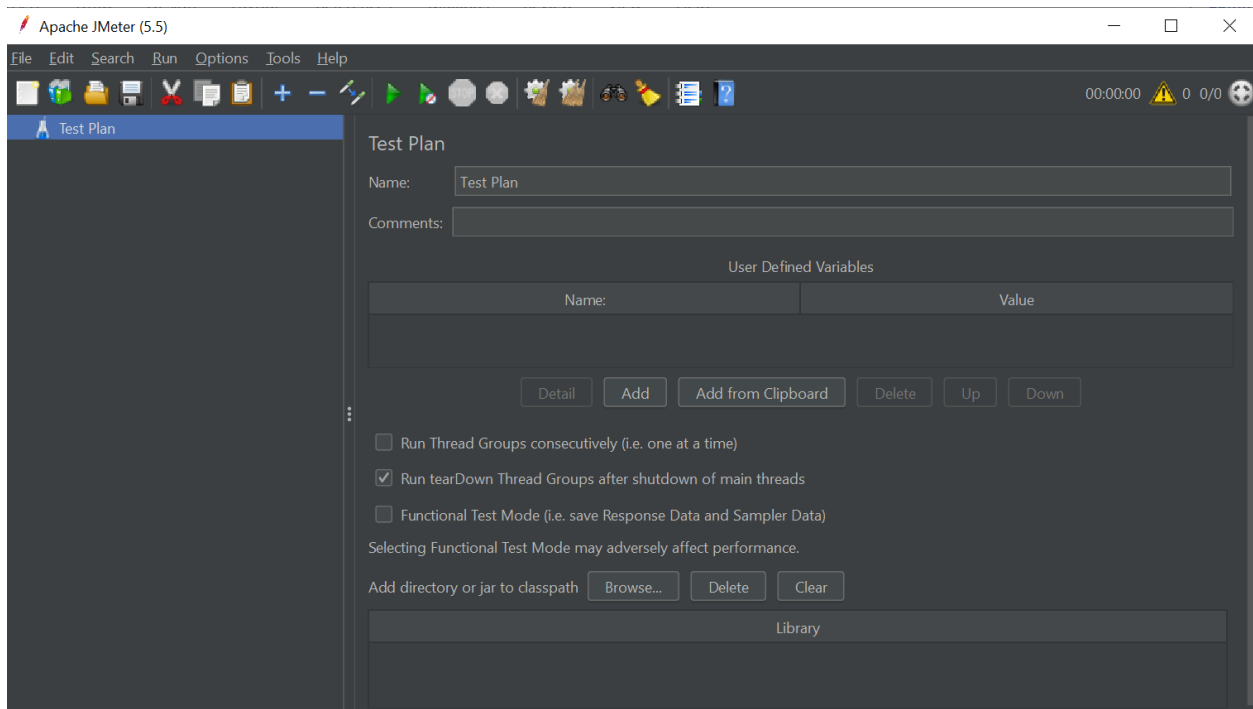 Apache JMeter (5.5)
File Edit Search Run Options Tools Help
STOP
?
00:00:00 0 0/0
Test Plan
Test Plan
Name: Test Plan
Comments:
User Defined Variables
Name: Value
Detail Add Add from Clipboard Delete Up Down
Run Thread Groups consecutively (i.e. one at a time)
Run tearDown Thread Groups after shutdown of main threads
Functional Test Mode (i.e. save Response Data and Sampler Data)
Selecting Functional Test Mode may adversely affect performance.
Add directory or jar to classpath Browse... Delete Clear
Library